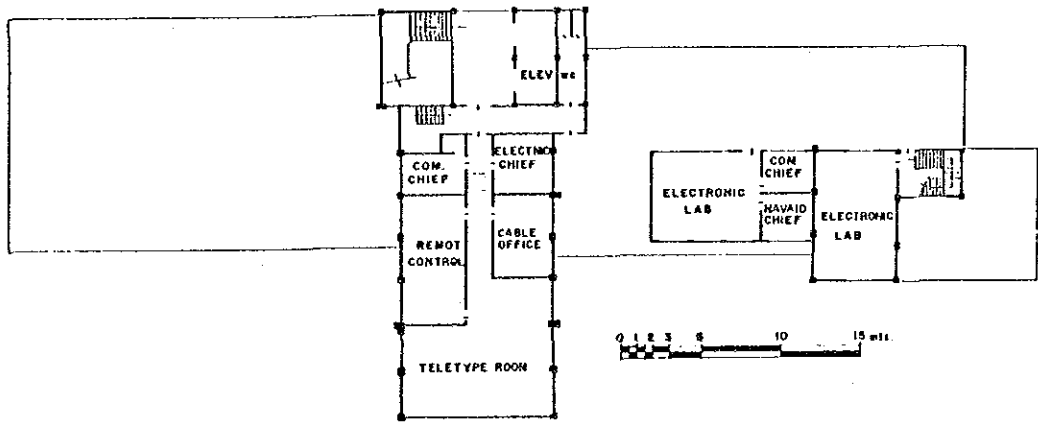 ELEV WC
COM.
CHIEF
ELECTRIC
CHIEF
REMOT
CONTROL
CABLE
OFFICE
TELETYPE ROOM
ELECTRONIC
LAB
COM
CHIEF
NAVAID
CHIEF
ELECTRONIC
LAB
0 1 2 3 5 10 15 mts.